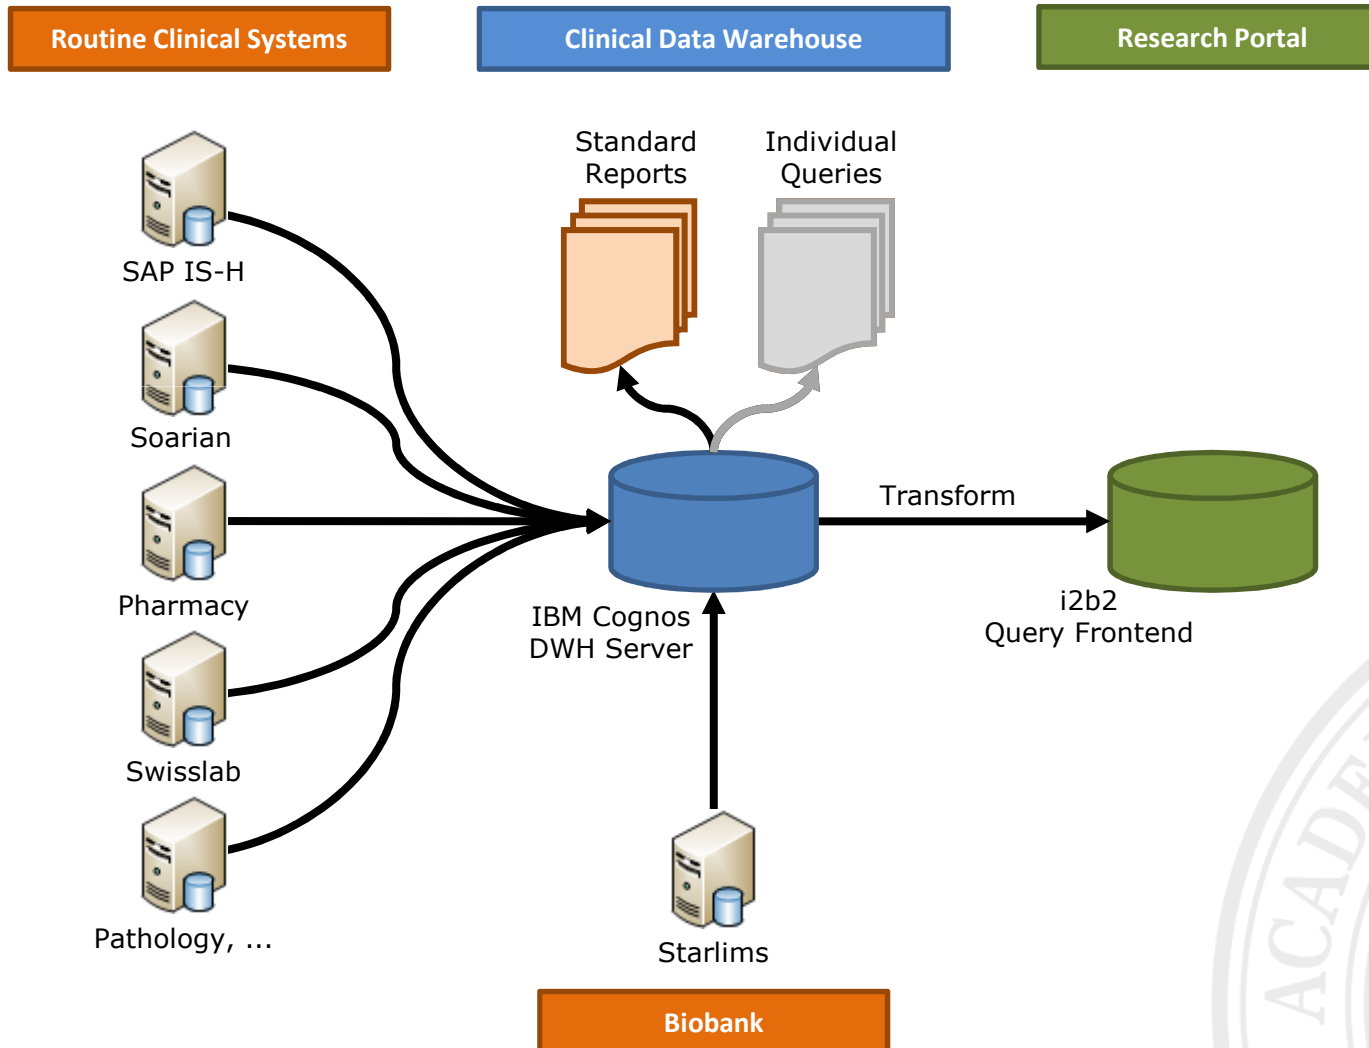 Routine Clinical Systems
Clinical Data Warehouse
Research Portal
Standard
Reports
Individual
Queries
SAP IS-H
Soarian
Pharmacy
Swisslab
Pathology, ...
IBM Cognos
DWH Server
Transform
i2b2
Query Frontend
Starlims
Biobank